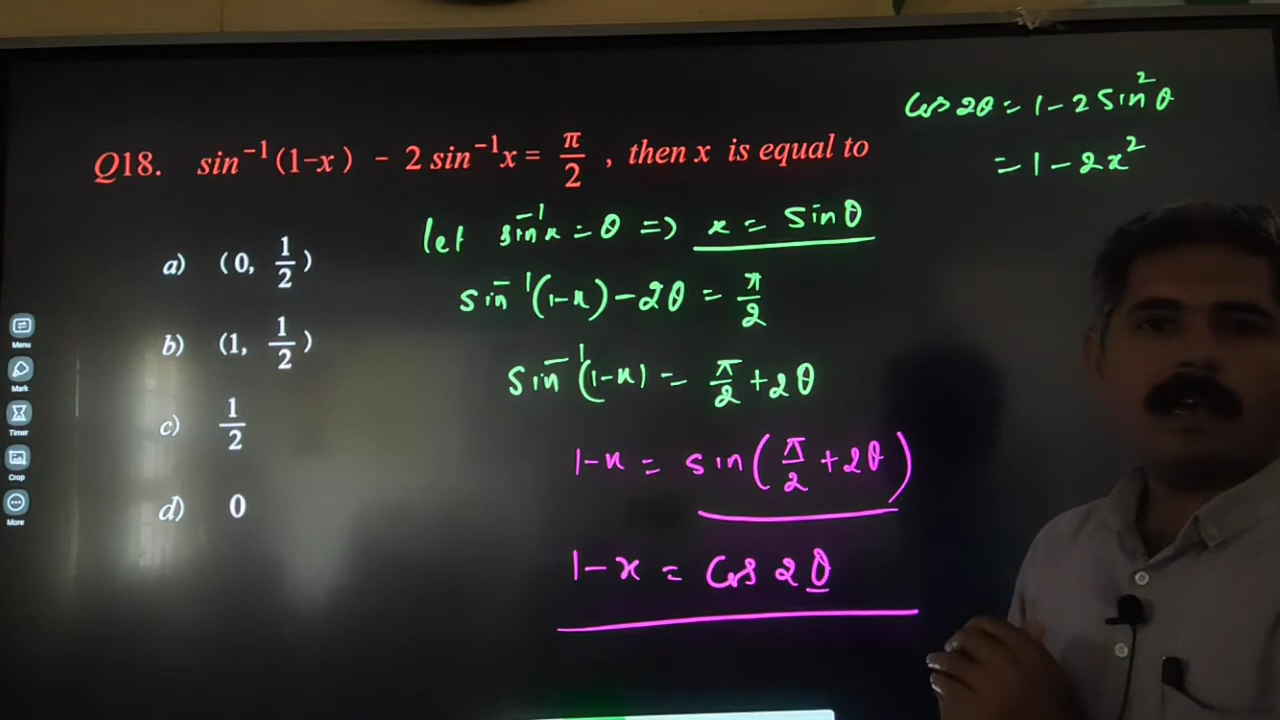 cos 2θ = 1 - 2 Sin²θ
= 1 - 2x²
Q18. sin⁻¹(1-x) - 2 sin⁻¹x = π/2 , then x is equal to
let sin⁻¹x = θ => x = Sinθ
a) (0, 1/2)
sin⁻¹(1-x) - 2θ = π/2
b) (1, 1/2)
Sin⁻¹(1-x) = π/2 + 2θ
c) 1/2
1-x = sin(π/2 + 2θ)
d) 0
1-x = Cos 2θ
Menu
Mark
Timer
Crop
More